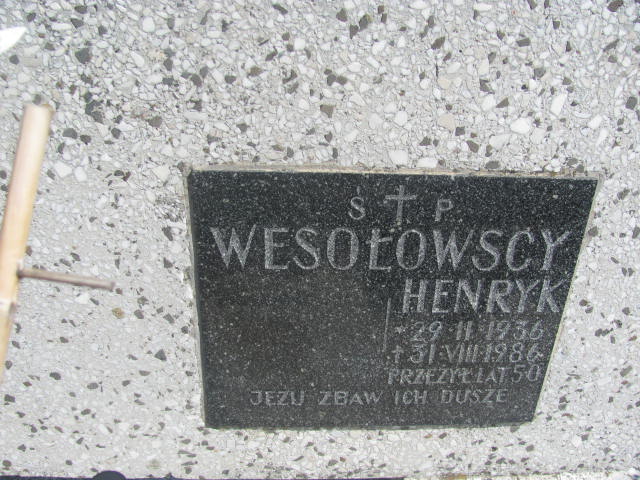 Ś † P.
WESOŁOWSCY
HENRYK
* 29 II 1936
† 31 VIII 1986
PRZEŻYŁ LAT 50
JEZU ZBAW ICH DUSZE